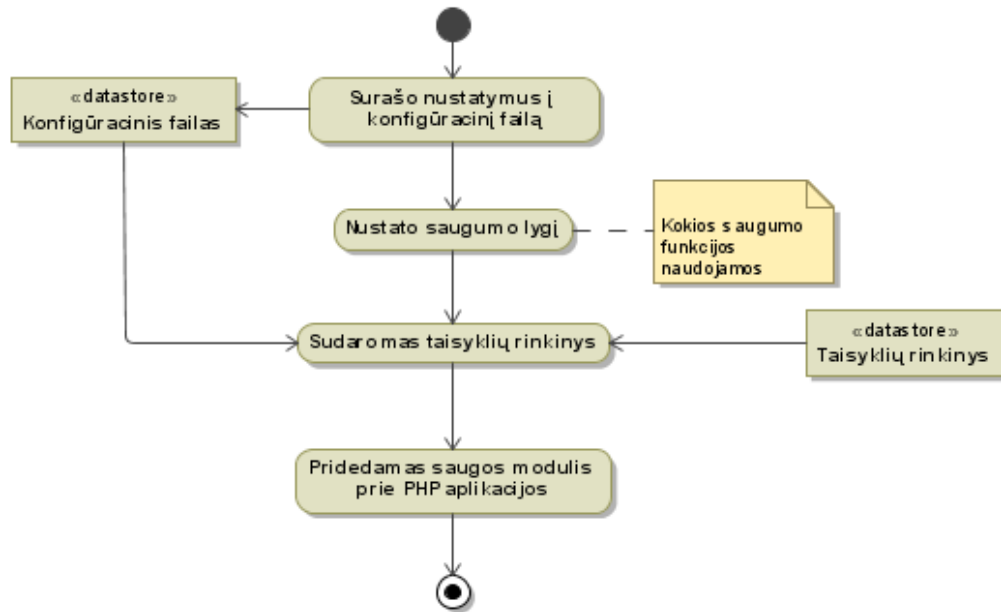 «datastore»
Konfigūracinis failas
Surašo nustatymus į
konfigūracinį failą
Nustato saugumo lygį
Kokios saugumo
funkcijos
naudojamos
Sudaromas taisyklių rinkinys
«datastore»
Taisyklių rinkinys
Pridedamas saugos modulis
prie PHP aplikacijos